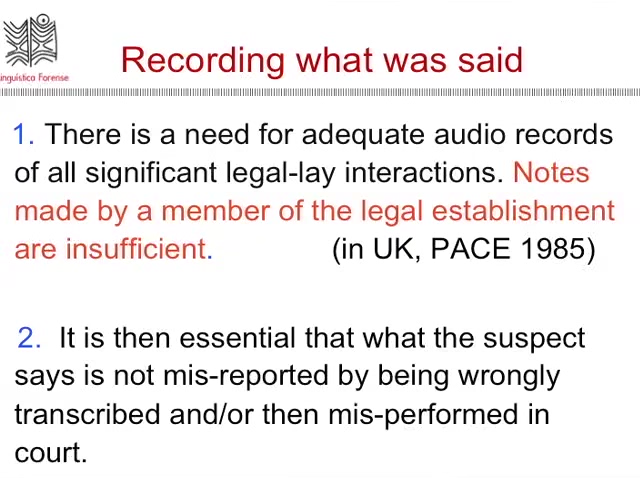 Recording what was said
Linguistica Forense
1. There is a need for adequate audio records
of all significant legal-lay interactions. Notes
made by a member of the legal establishment
are insufficient. (in UK, PACE 1985)
2. It is then essential that what the suspect
says is not mis-reported by being wrongly
transcribed and/or then mis-performed in
court.